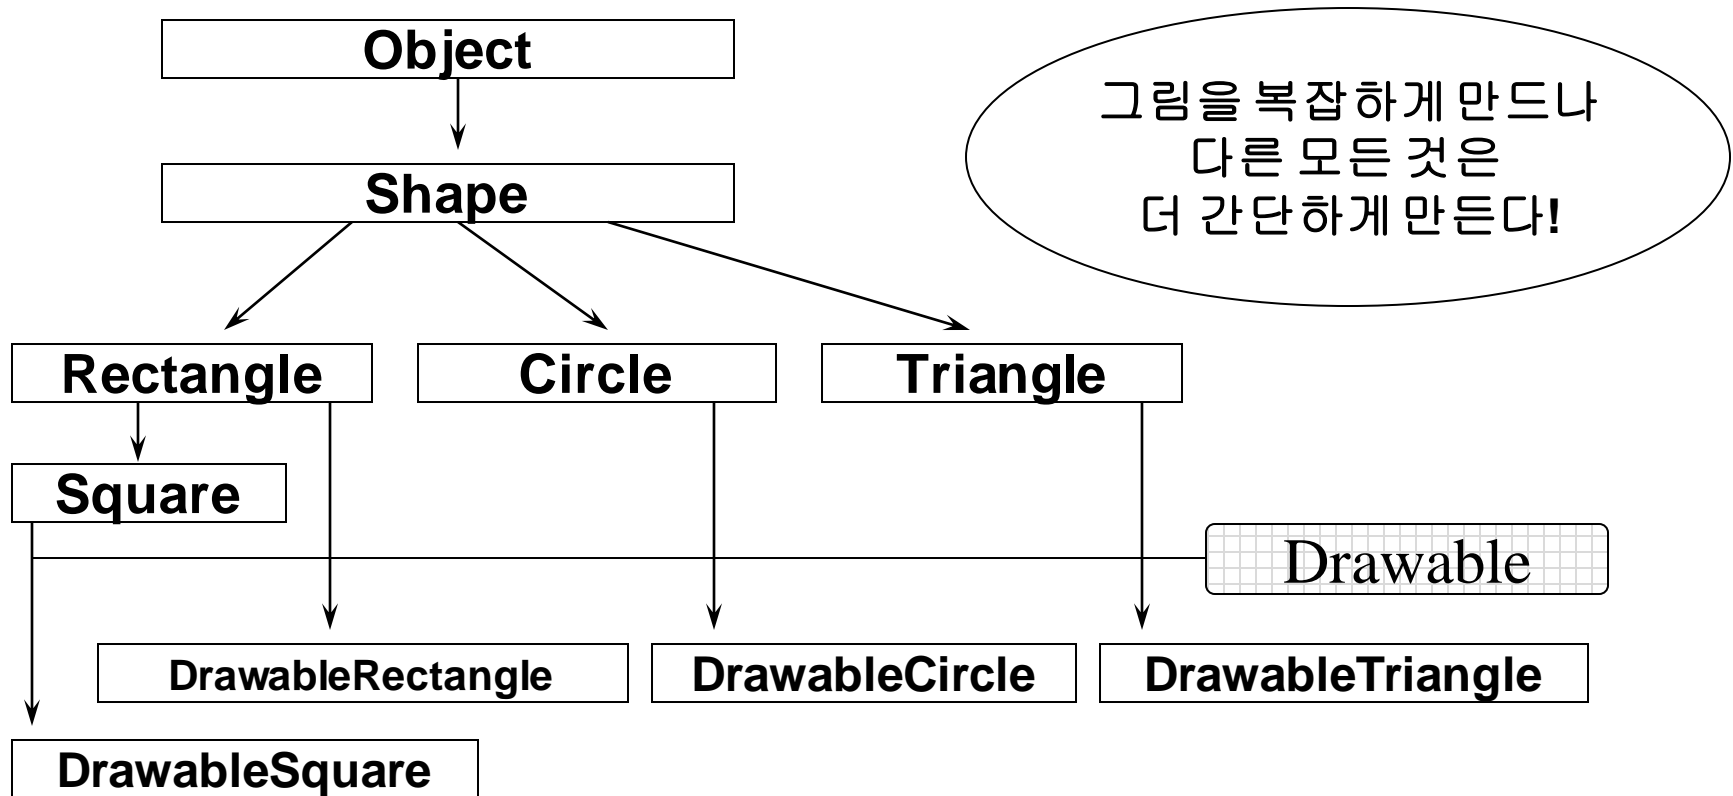 Object
그림을 복잡하게 만드나
다른 모든 것은
더 간단하게 만든다!
Shape
Rectangle
Circle
Triangle
Square
Drawable
DrawableRectangle
DrawableCircle
DrawableTriangle
DrawableSquare